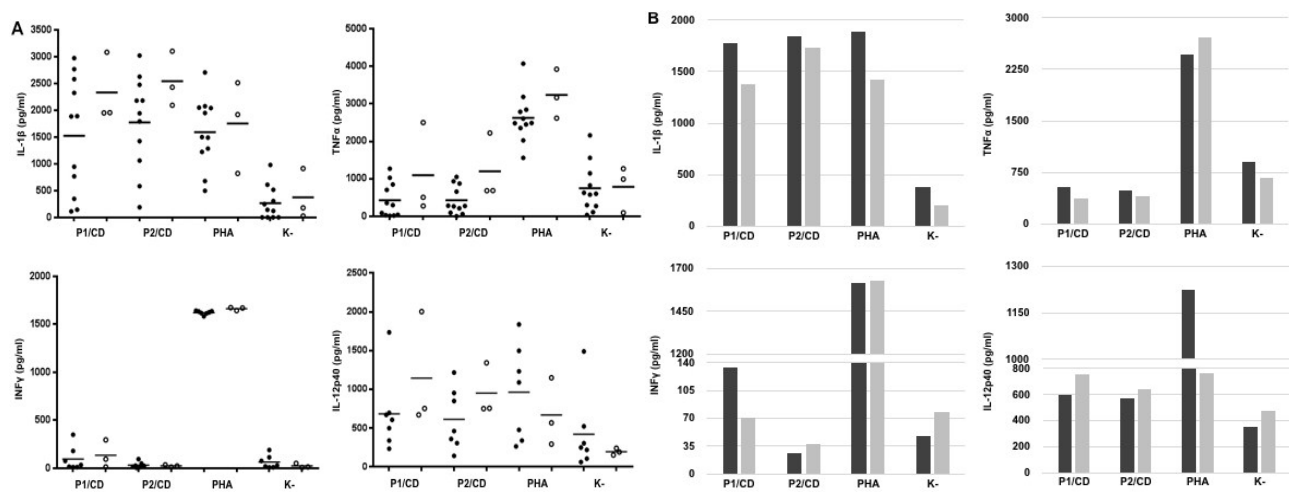 A
IL-1β (pg/ml)
3500
3000
2500
2000
1500
1000
500
0
P1/CD P2/CD PHA K-
TNFα (pg/ml)
5000
4000
3000
2000
1000
0
P1/CD P2/CD PHA K-
INFγ (pg/ml)
2000
1500
1000
500
0
P1/CD P2/CD PHA K-
IL-12p40 (pg/ml)
2500
2000
1500
1000
500
0
P1/CD P2/CD PHA K-
B
IL-1β (pg/ml)
2000
1500
1000
500
0
P1/CD P2/CD PHA K-
TNFα (pg/ml)
3000
2250
1500
750
0
P1/CD P2/CD PHA K-
INFγ (pg/ml)
1700
1450
1200
140
105
70
35
0
P1/CD P2/CD PHA K-
IL-12p40 (pg/ml)
1300
1150
1000
800
600
400
200
0
P1/CD P2/CD PHA K-